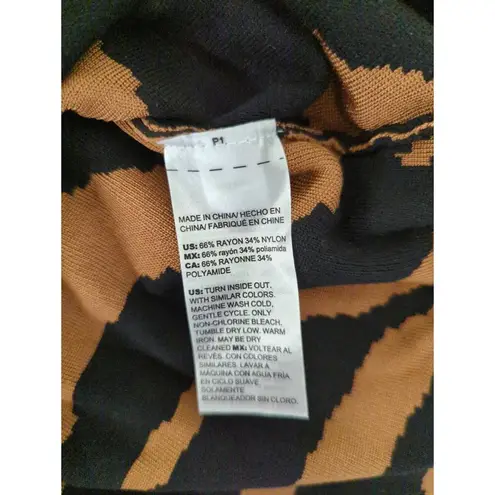 P1
MADE IN CHINA/ HECHO EN
CHINA/ FABRIQUÉ EN CHINE
US: 66% RAYON 34% NYLON
MX: 66% rayón 34% poliamida
CA: 66% RAYONNE 34%
POLYAMIDE
US: TURN INSIDE OUT.
WITH SIMILAR COLORS.
MACHINE WASH COLD,
GENTLE CYCLE. ONLY
NON-CHLORINE BLEACH.
TUMBLE DRY LOW. WARM
IRON. MAY BE DRY
CLEANED MX: VOLTEAR AL
REVÉS. CON COLORES
SIMILARES. LAVAR A
MÁQUINA CON AGUA FRÍA
EN CICLO SUAVE.
SOLAMENTE
BLANQUEADOR SIN CLORO.